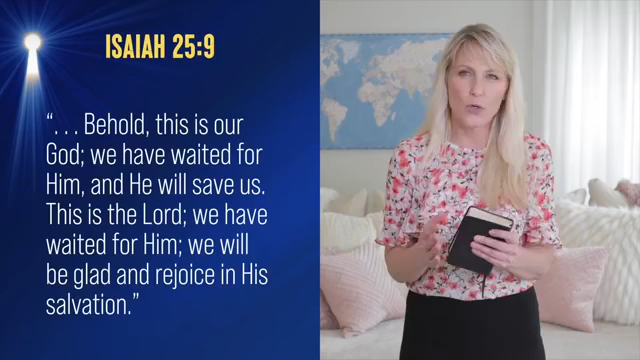 ISAIAH 25:9
“. . . Behold, this is our
God; we have waited for
Him, and He will save us.
This is the Lord; we have
waited for Him; we will
be glad and rejoice in His
salvation.”